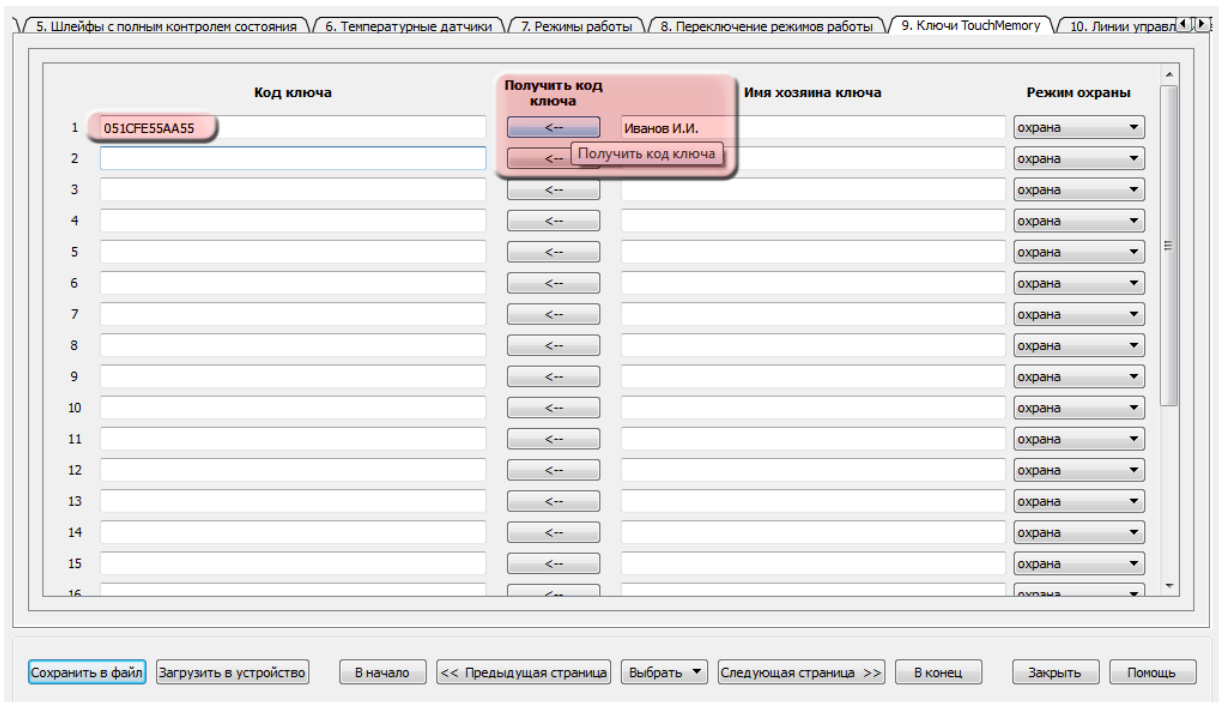 5. Шлейфы с полным контролем состояния 6. Температурные датчики 7. Режимы работы 8. Переключение режимов работы 9. Ключи TouchMemory 10. Линии управл
Код ключа Получить код ключа Имя хозяина ключа Режим охраны
1 051CFE55AA55 <-- Иванов И.И. охрана
Получить код ключа
2 <-- охрана
3 <-- охрана
4 <-- охрана
5 <-- охрана
6 <-- охрана
7 <-- охрана
8 <-- охрана
9 <-- охрана
10 <-- охрана
11 <-- охрана
12 <-- охрана
13 <-- охрана
14 <-- охрана
15 <-- охрана
16 <-- охрана
Сохранить в файл Загрузить в устройство В начало << Предыдущая страница Выбрать Следующая страница >> В конец Закрыть Помощь